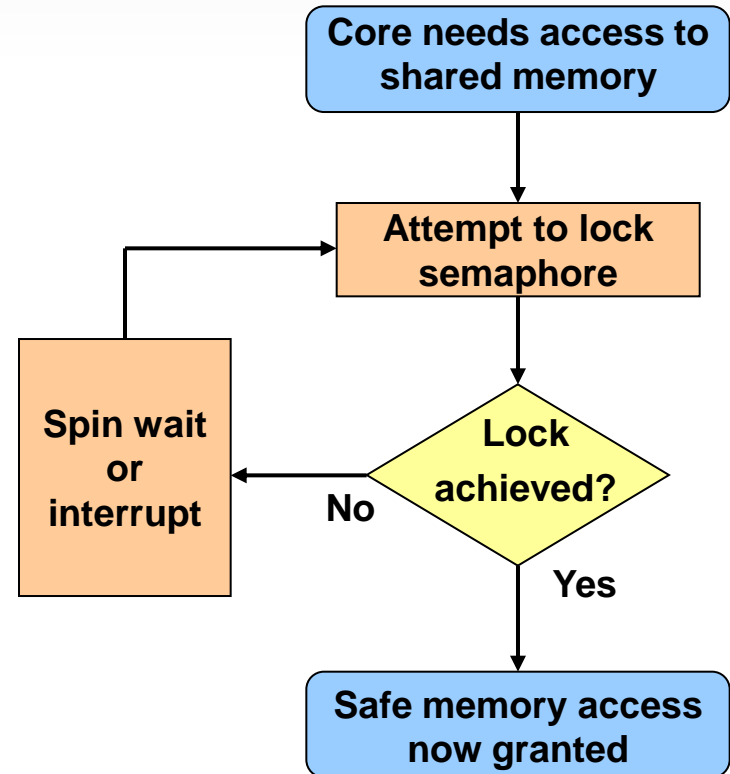 Core needs access to
shared memory
Attempt to lock
semaphore
Spin wait
or
interrupt
Lock
achieved?
No
Yes
Safe memory access
now granted